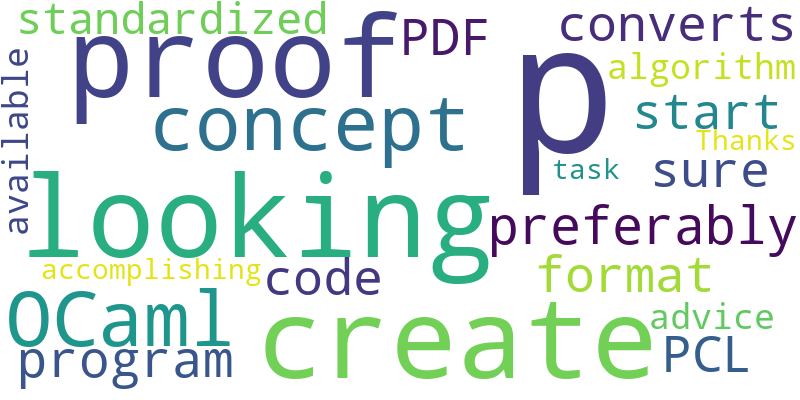 standardized
proof
PDF
p
converts
algorithm
available
concept
start
Thanks
task
sure
looking
preferably
accomplishing
code
format
OCaml
create
advice
program
PCL